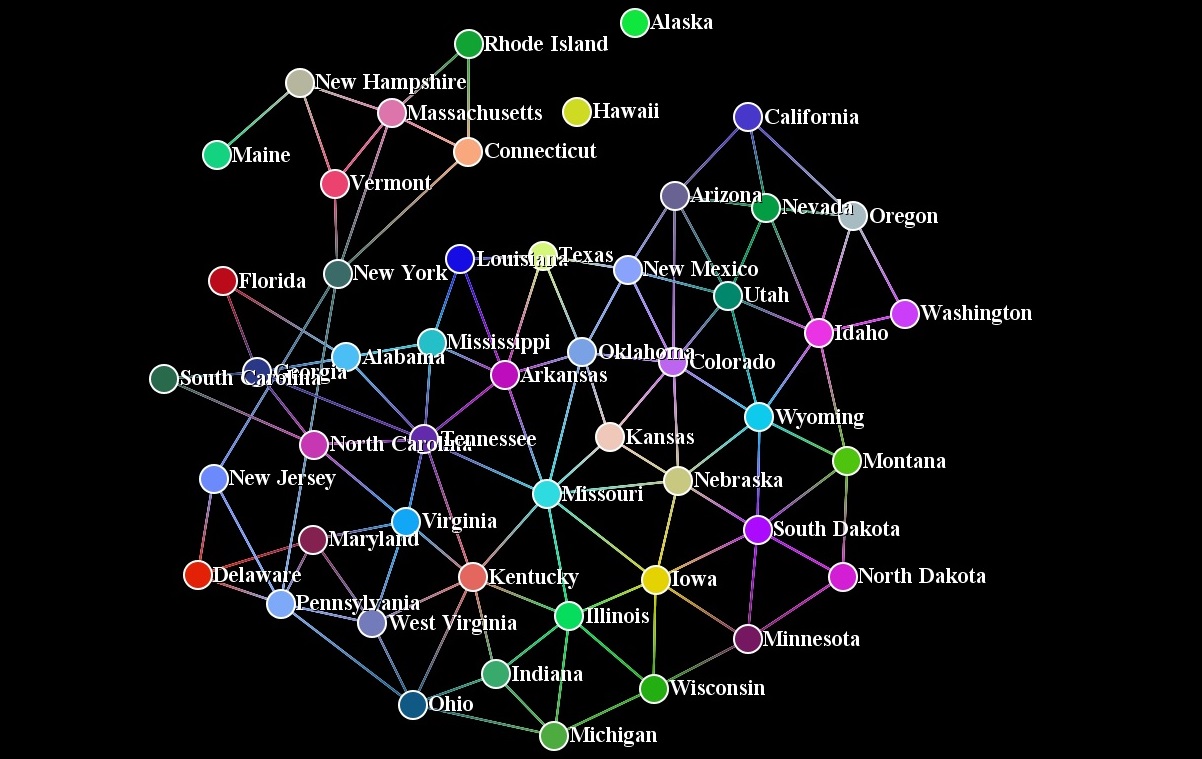 Alaska
Rhode Island
New Hampshire
Massachusetts
Hawaii
California
Maine
Connecticut
Vermont
Arizona
Nevada
Oregon
Louisiana
Texas
New Mexico
New York
Florida
Utah
Washington
Idaho
Mississippi
Alabama
Oklahoma
Colorado
Georgia
South Carolina
Arkansas
Wyoming
Kansas
Tennessee
North Carolina
Montana
New Jersey
Nebraska
Missouri
Virginia
South Dakota
Maryland
Delaware
Kentucky
Iowa
North Dakota
Pennsylvania
West Virginia
Illinois
Minnesota
Indiana
Wisconsin
Ohio
Michigan